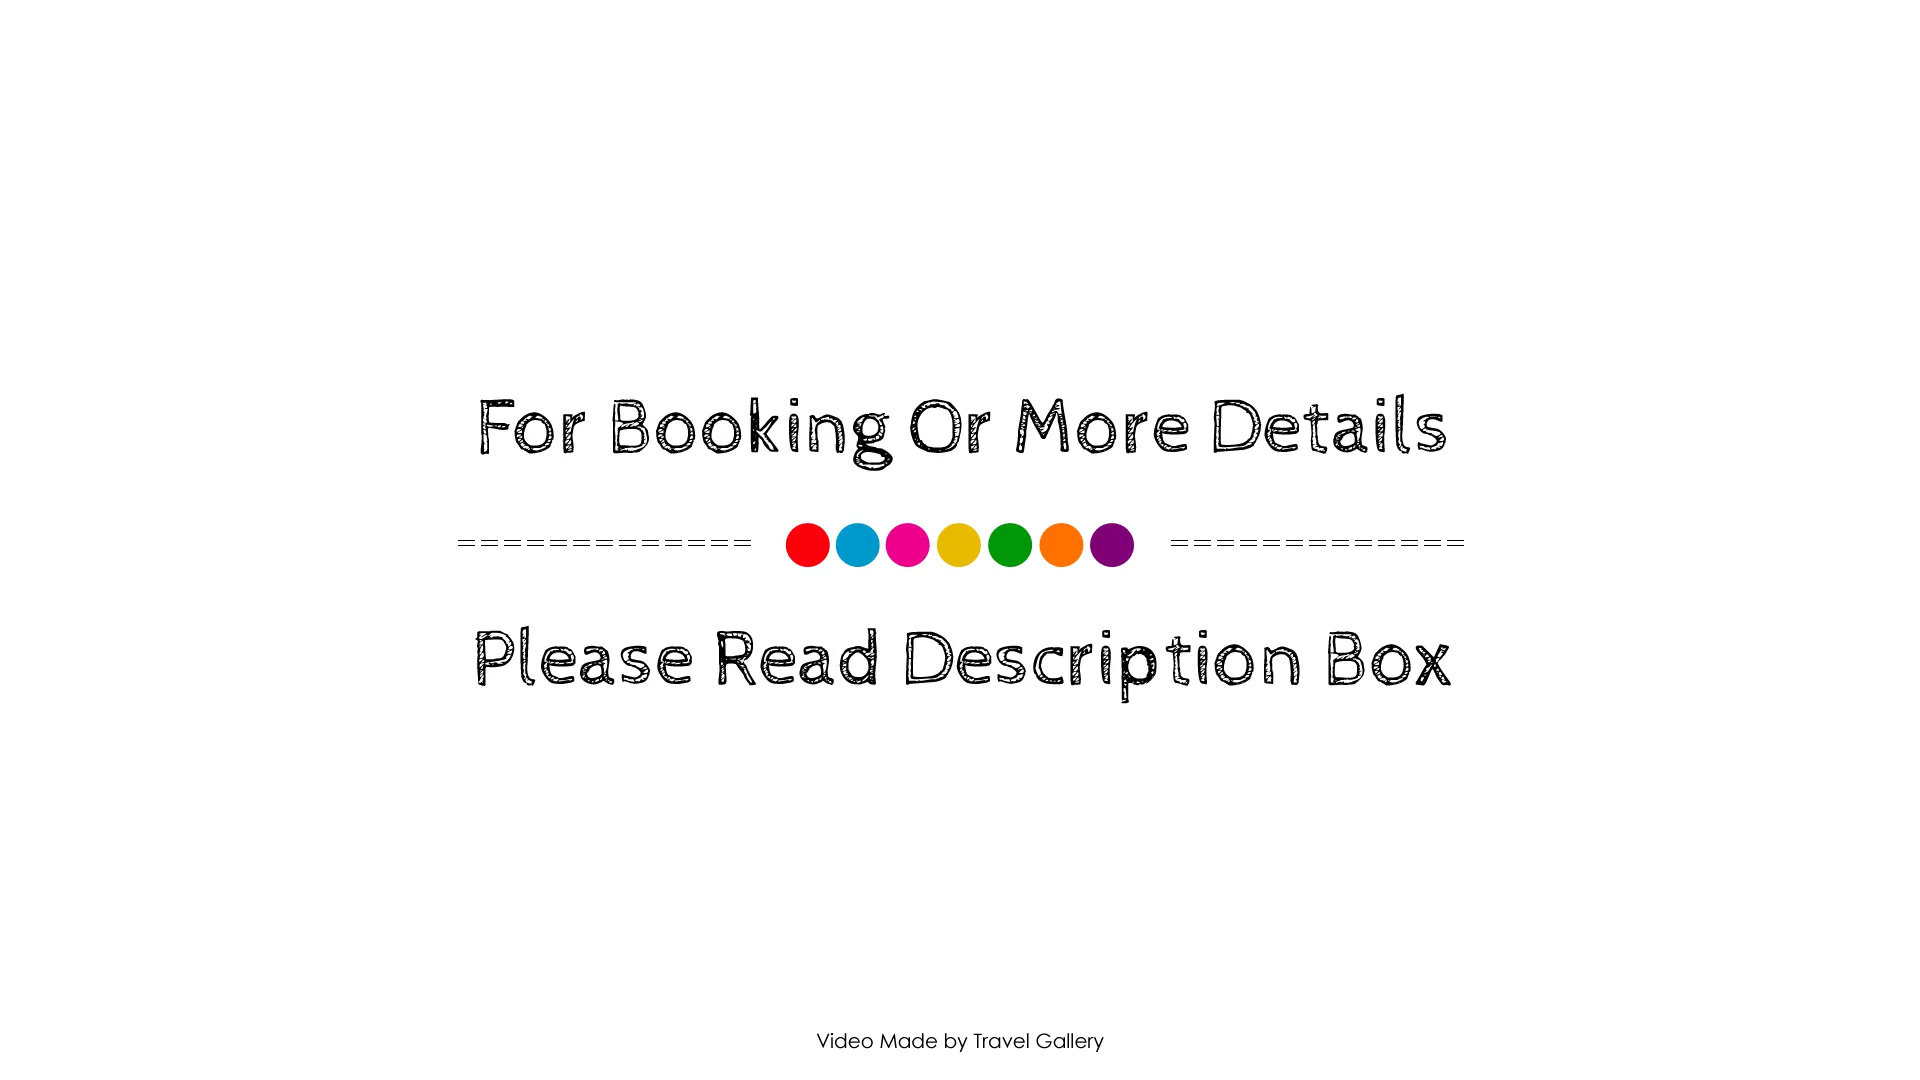 For Booking Or More Details
============= =============
Please Read Description Box
Video Made by Travel Gallery